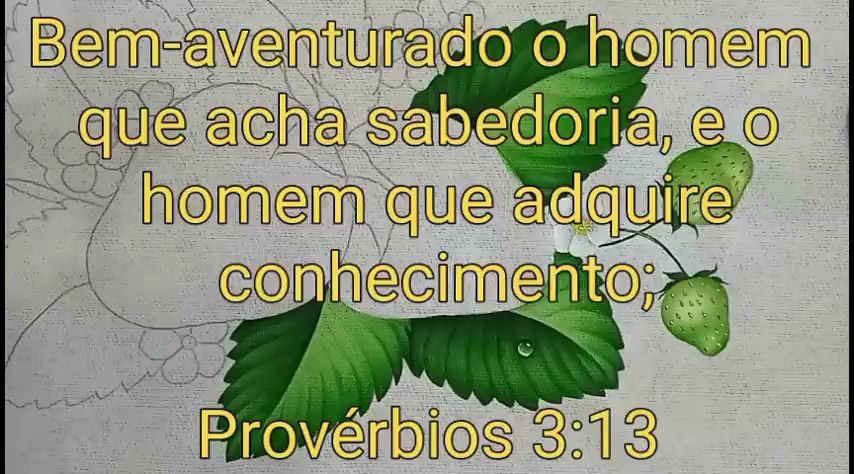 Bem-aventurado o homem
que acha sabedoria, e o
homem que adquire
conhecimento;
Provérbios 3:13